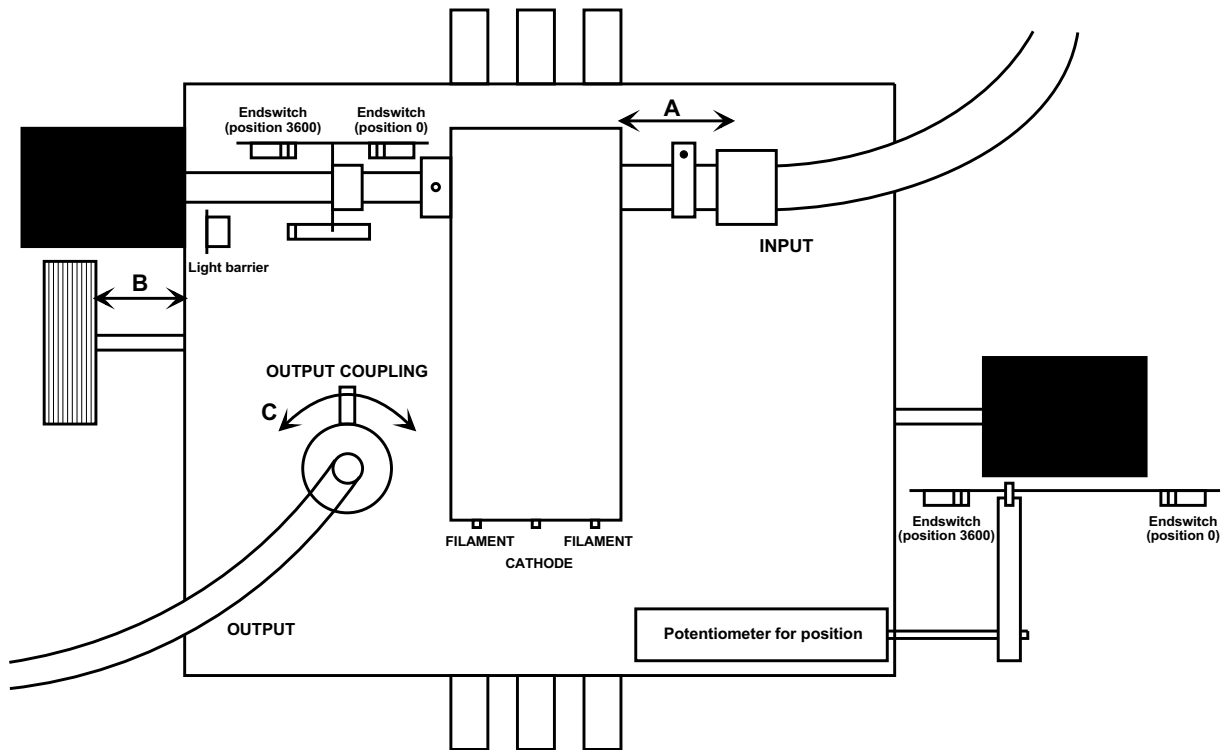 A
Endswitch
(position 3600)
Endswitch
(position 0)
INPUT
Light barrier
B
OUTPUT COUPLING
C
Endswitch
(position 3600)
Endswitch
(position 0)
FILAMENT
FILAMENT
CATHODE
OUTPUT
Potentiometer for position